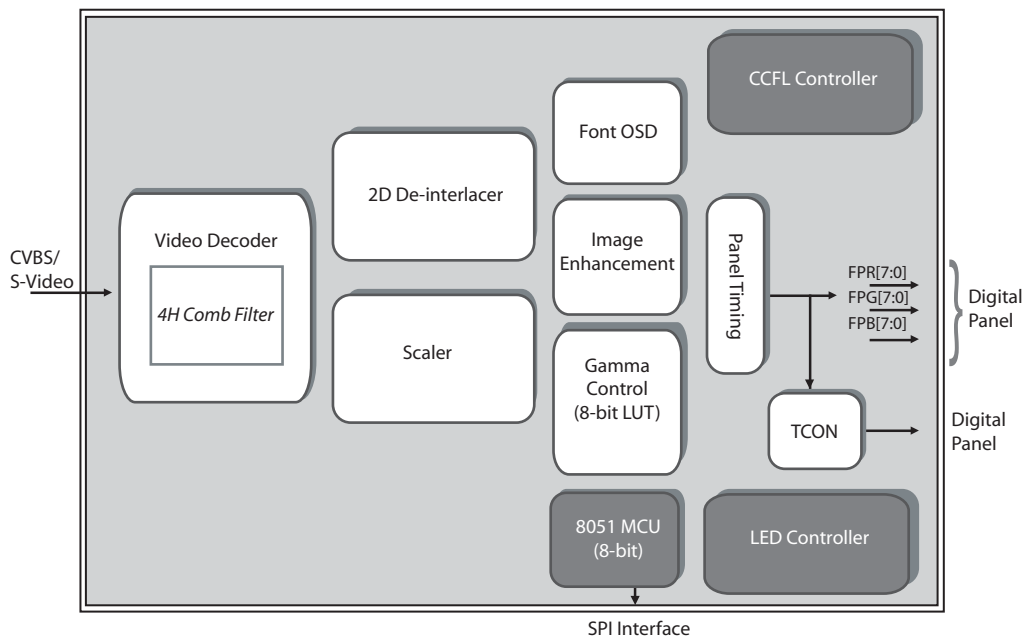 CCFL Controller
Font OSD
2D De-interlacer
Video Decoder
4H Comb Filter
CVBS/
S-Video
Image
Enhancement
Panel Timing
FPR[7:0]
FPG[7:0]
FPB[7:0]
Digital
Panel
Scaler
Gamma
Control
(8-bit LUT)
TCON
Digital
Panel
8051 MCU
(8-bit)
LED Controller
SPI Interface